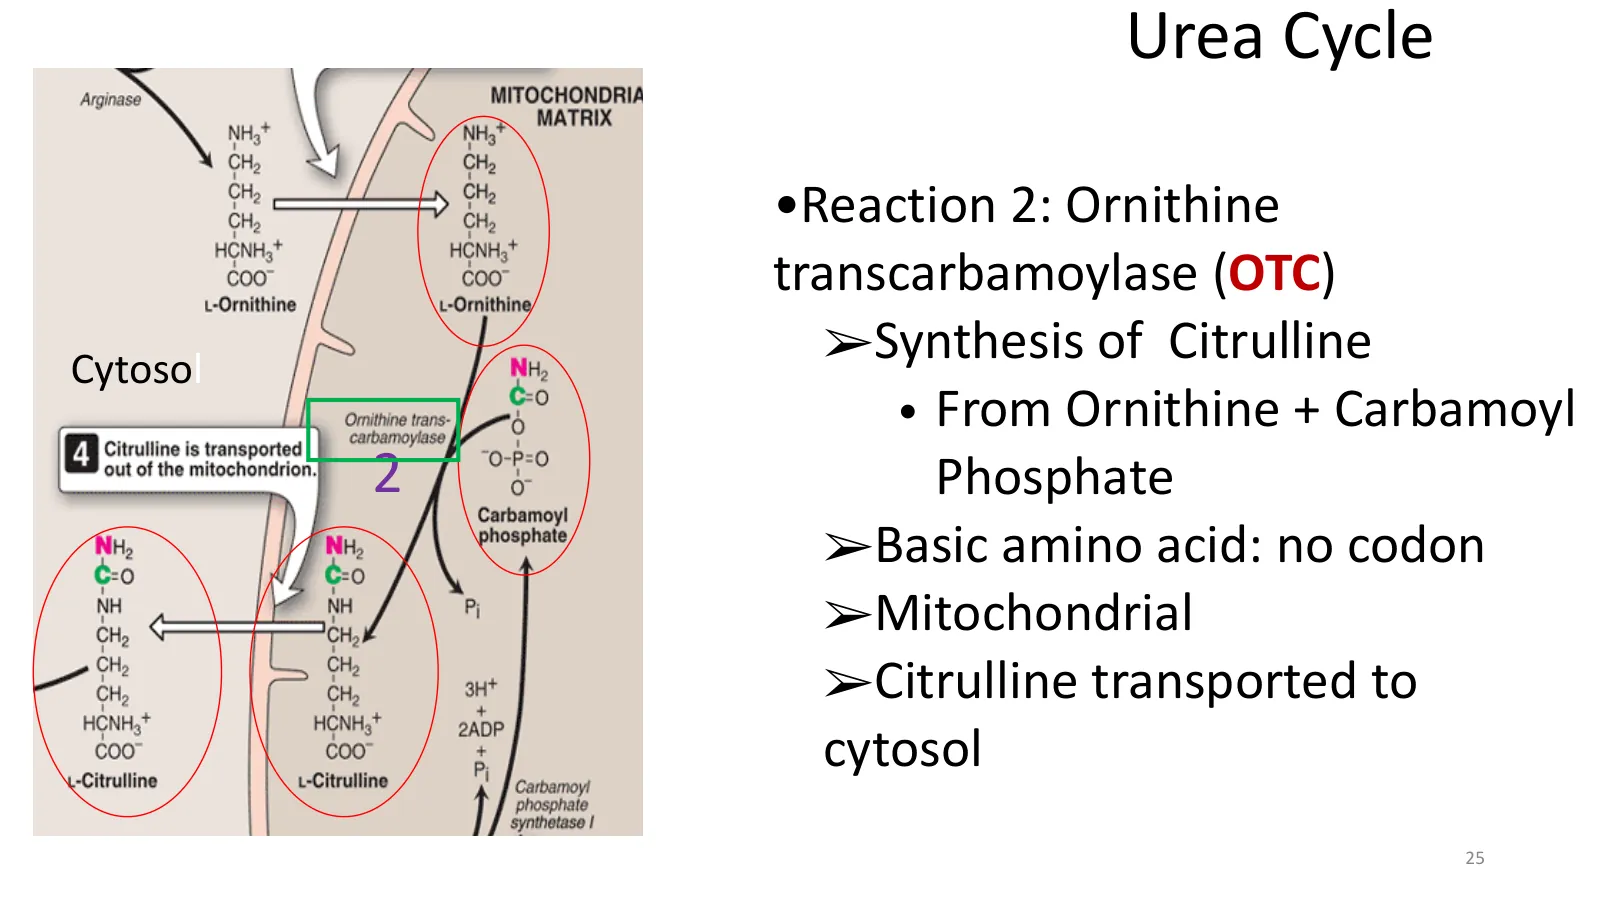 Urea Cycle
•Reaction 2: Ornithine
transcarbamoylase (OTC)
➢Synthesis of Citrulline
• From Ornithine + Carbamoyl
Phosphate
➢Basic amino acid: no codon
➢Mitochondrial
➢Citrulline transported to
cytosol
Arginase
MITOCHONDRIA
MATRIX
NH₃⁺
CH₂
CH₂
CH₂
HCNH₃⁺
COO⁻
L-Ornithine
NH₃⁺
CH₂
CH₂
CH₂
HCNH₃⁺
COO⁻
L-Ornithine
Cytosol
NH₂
C=O
O
⁻O-P=O
O⁻
Carbamoyl
phosphate
Ornithine trans-
carbamoylase
2
4 Citrulline is transported
out of the mitochondrion.
NH₂
C=O
NH
CH₂
CH₂
CH₂
HCNH₃⁺
COO⁻
L-Citrulline
NH₂
C=O
NH
CH₂
CH₂
CH₂
HCNH₃⁺
COO⁻
L-Citrulline
Pi
3H⁺
+
2ADP
+
Pi
Carbamoyl
phosphate
synthetase I
25